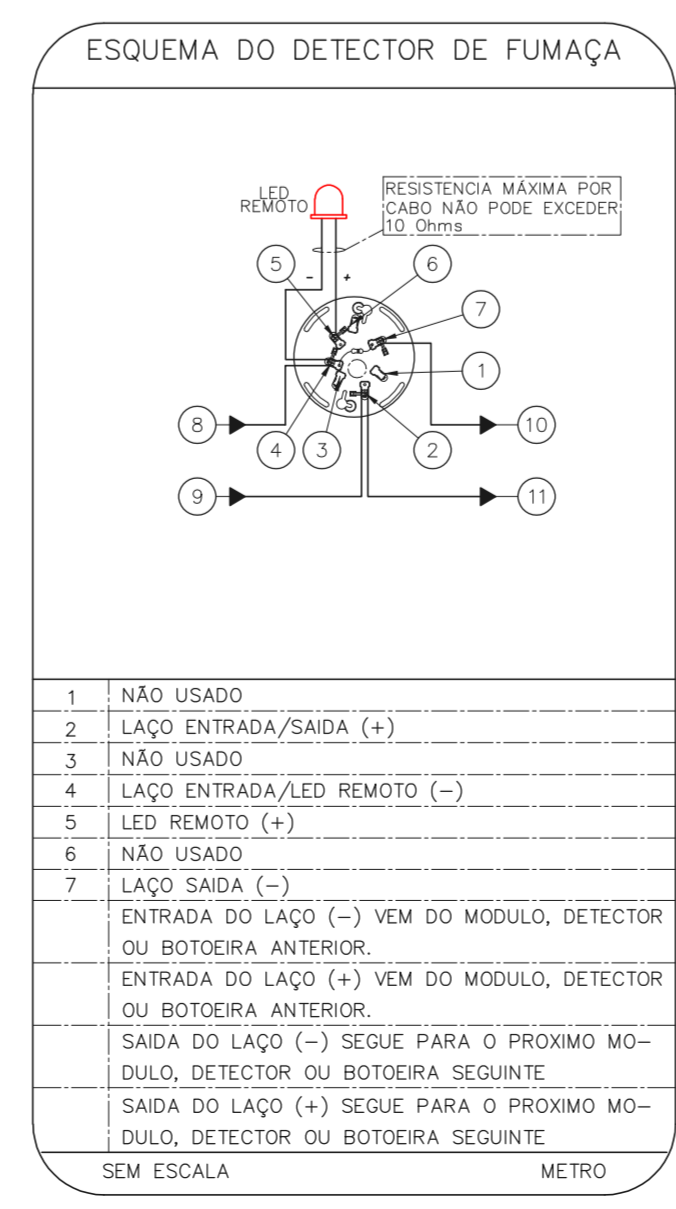 ESQUEMA DO DETECTOR DE FUMAÇA
LED
REMOTO
RESISTENCIA MÁXIMA POR
CABO NÃO PODE EXCEDER
10 Ohms
5
6
- +
7
1
8
10
4
3
2
9
11
1 NÃO USADO
2 LAÇO ENTRADA/SAIDA (+)
3 NÃO USADO
4 LAÇO ENTRADA/LED REMOTO (-)
5 LED REMOTO (+)
6 NÃO USADO
7 LAÇO SAIDA (-)
ENTRADA DO LAÇO (-) VEM DO MODULO, DETECTOR
OU BOTOEIRA ANTERIOR.
ENTRADA DO LAÇO (+) VEM DO MODULO, DETECTOR
OU BOTOEIRA ANTERIOR.
SAIDA DO LAÇO (-) SEGUE PARA O PROXIMO MO-
DULO, DETECTOR OU BOTOEIRA SEGUINTE
SAIDA DO LAÇO (+) SEGUE PARA O PROXIMO MO-
DULO, DETECTOR OU BOTOEIRA SEGUINTE
SEM ESCALA METRO